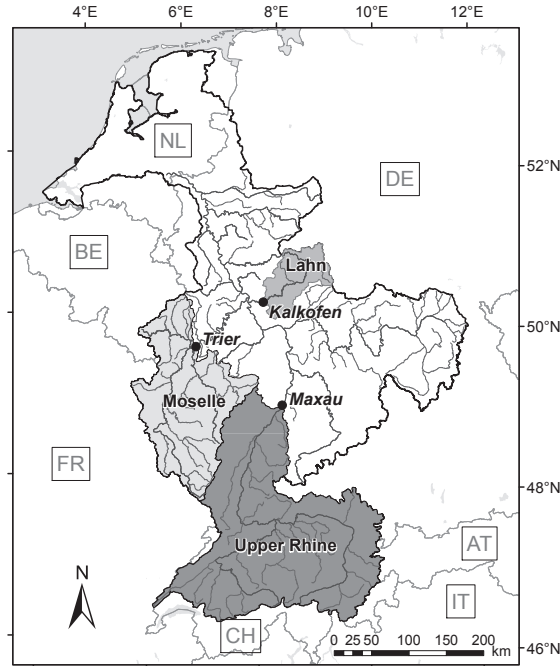 4°E 6°E 8°E 10°E 12°E
NL
52°N
DE
BE
Lahn
Kalkofen
50°N
Trier
Moselle
Maxau
FR
48°N
Upper Rhine
AT
N
IT
CH
0 25 50 100 150 200
km
46°N